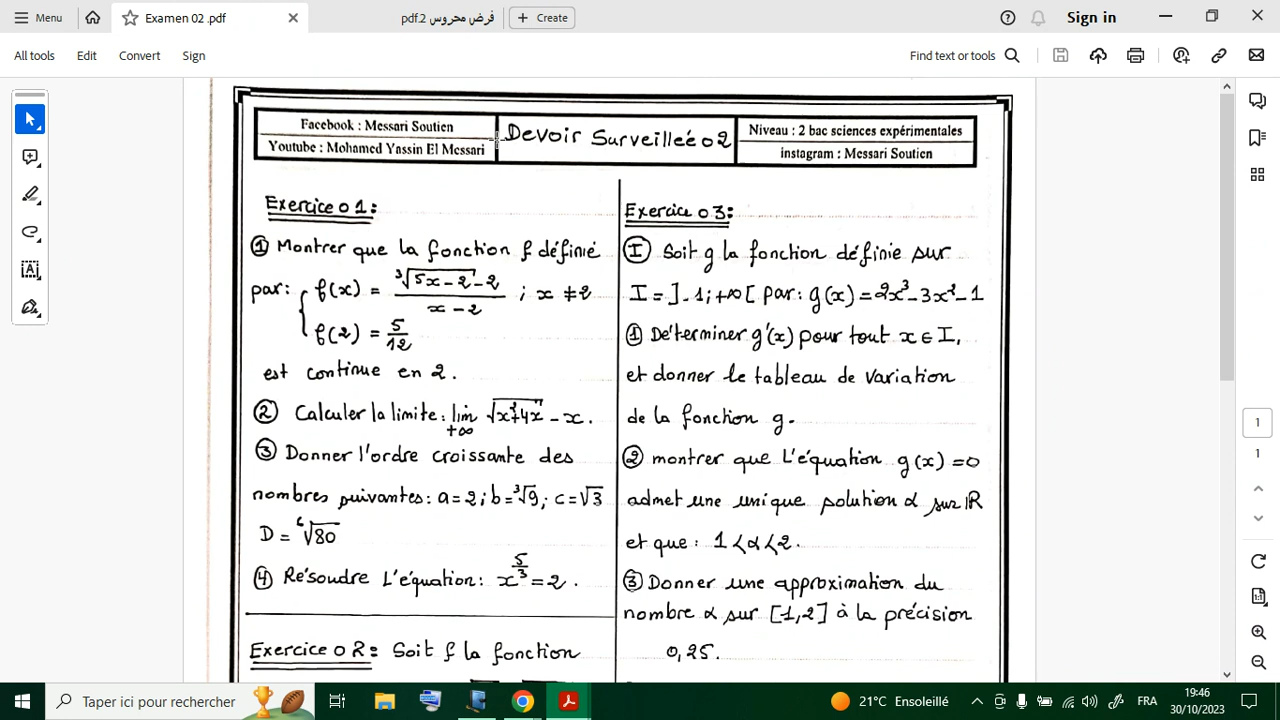 Menu
Examen 02 .pdf
فرض محروس 2.pdf
Create
Sign in
All tools
Edit
Convert
Sign
Find text or tools
Facebook : Messari Soutien
Youtube : Mohamed Yassin El Messari
Devoir Surveilleé 02
Niveau : 2 bac sciences expérimentales
instagram : Messari Soutien
Exercice 01:
① Montrer que la fonction f définie
par: { f(x) = (∛(5x-2) - 2)/(x-2) ; x ≠ 2
f(2) = 5/12
est continue en 2.
② Calculer la limite: lim +∞ √(x²+4x) - x.
③ Donner l'ordre croissante des
nombres suivantes: a=2; b=∛9; c=√3
D = ⁶√80
④ Résoudre L'équation: x^(5/3) = 2.
Exercice 02: Soit f la fonction
Exercice 03:
Ⓘ Soit g la fonction définie sur
I = ]-1;+∞[ par: g(x) = 2x³-3x²-1
① Déterminer g'(x) pour tout x ∈ I,
et donner le tableau de variation
de la fonction g.
② montrer que L'équation g(x) = 0
admet une unique solution α sur ℝ
et que: 1 < α < 2.
③ Donner une approximation du
nombre α sur [1,2] à la précision
0,25.
1
1
Taper ici pour rechercher
21°C Ensoleillé
FRA
19:46
30/10/2023